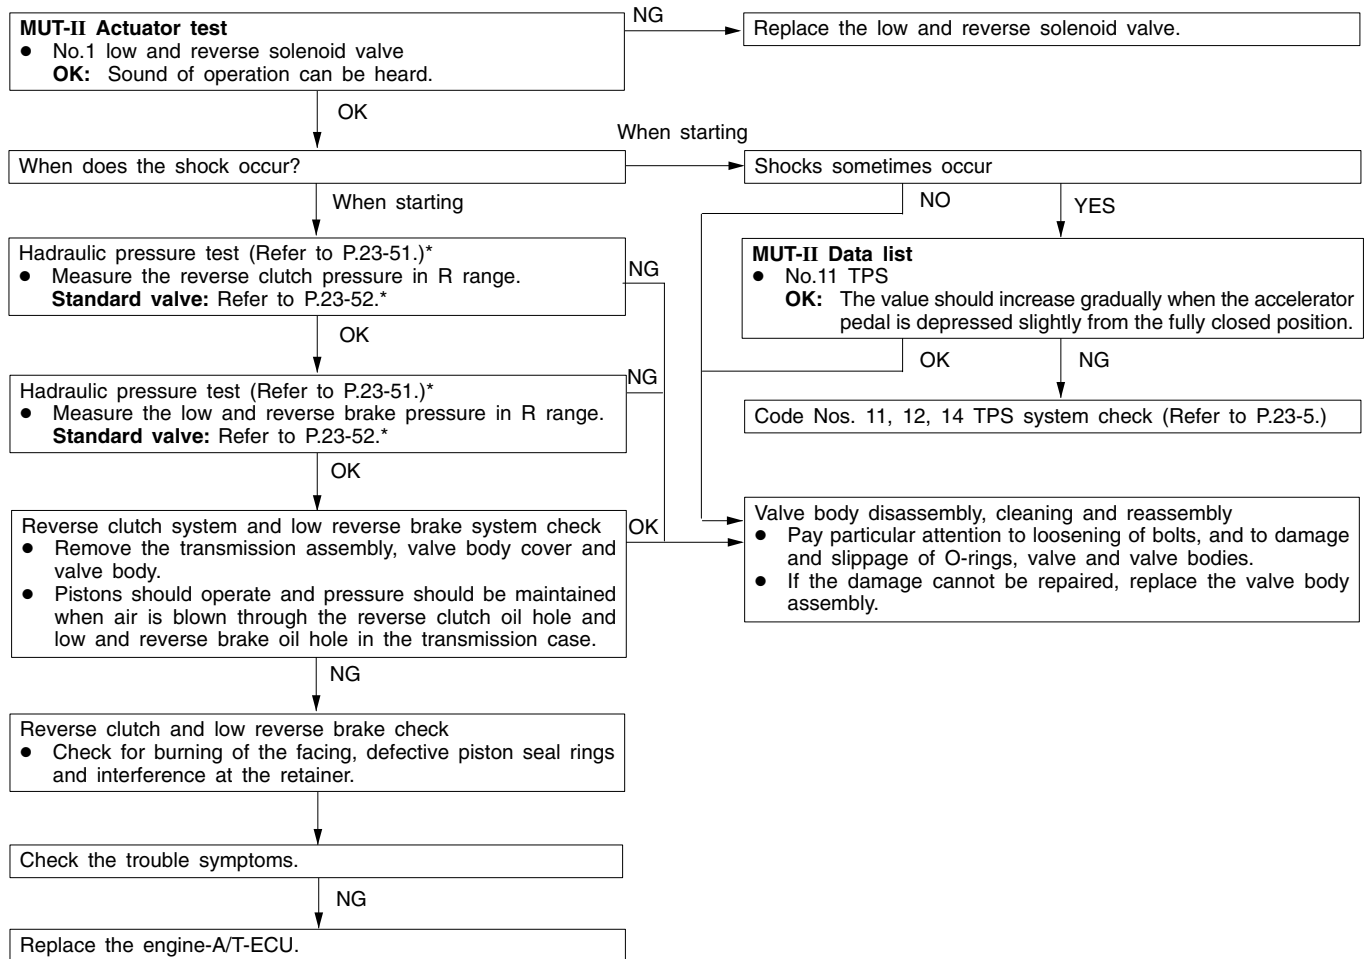 MUT-II Actuator test
● No.1 low and reverse solenoid valve
OK: Sound of operation can be heard.
NG
Replace the low and reverse solenoid valve.
OK
When starting
When does the shock occur?
Shocks sometimes occur
When starting
NO
YES
Hadraulic pressure test (Refer to P.23-51.)*
● Measure the reverse clutch pressure in R range.
Standard valve: Refer to P.23-52.*
NG
MUT-II Data list
● No.11 TPS
OK: The value should increase gradually when the accelerator
pedal is depressed slightly from the fully closed position.
OK
OK
NG
Hadraulic pressure test (Refer to P.23-51.)*
● Measure the low and reverse brake pressure in R range.
Standard valve: Refer to P.23-52.*
NG
Code Nos. 11, 12, 14 TPS system check (Refer to P.23-5.)
OK
Reverse clutch system and low reverse brake system check
● Remove the transmission assembly, valve body cover and
valve body.
● Pistons should operate and pressure should be maintained
when air is blown through the reverse clutch oil hole and
low and reverse brake oil hole in the transmission case.
OK
Valve body disassembly, cleaning and reassembly
● Pay particular attention to loosening of bolts, and to damage
and slippage of O-rings, valve and valve bodies.
● If the damage cannot be repaired, replace the valve body
assembly.
NG
Reverse clutch and low reverse brake check
● Check for burning of the facing, defective piston seal rings
and interference at the retainer.
Check the trouble symptoms.
NG
Replace the engine-A/T-ECU.